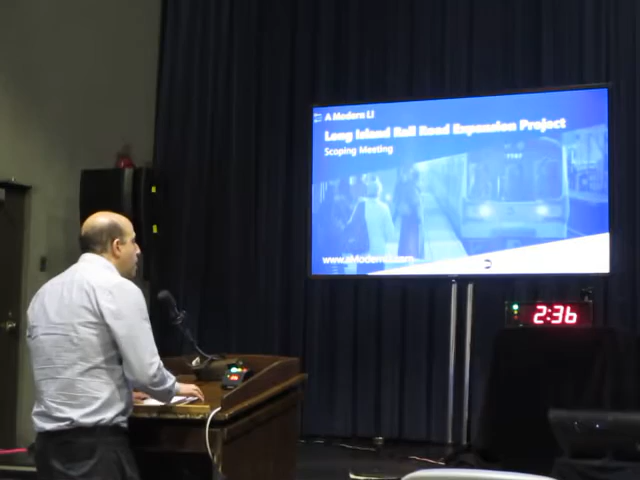 A Modern LI
Long Island Rail Road Expansion Project
Scoping Meeting
www.aModernLI.com
2:36